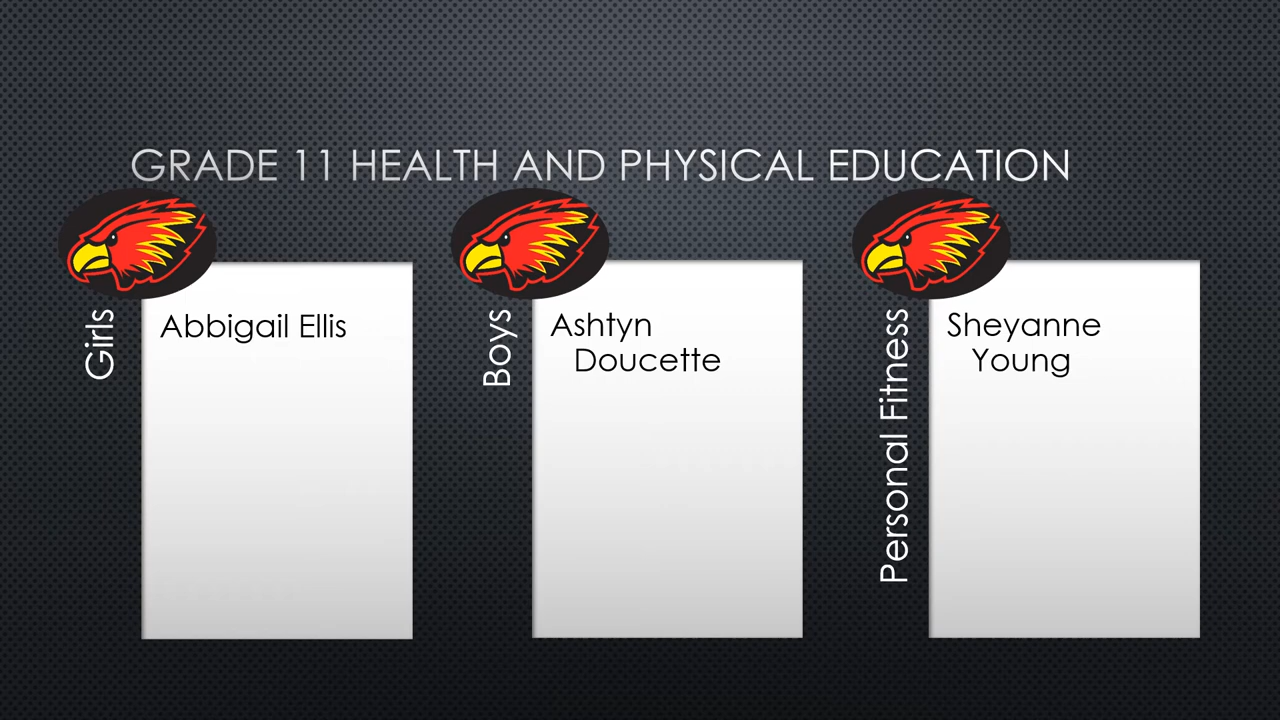 GRADE 11 HEALTH AND PHYSICAL EDUCATION
Girls
Abbigail Ellis
Boys
Ashtyn
Doucette
Personal Fitness
Sheyanne
Young